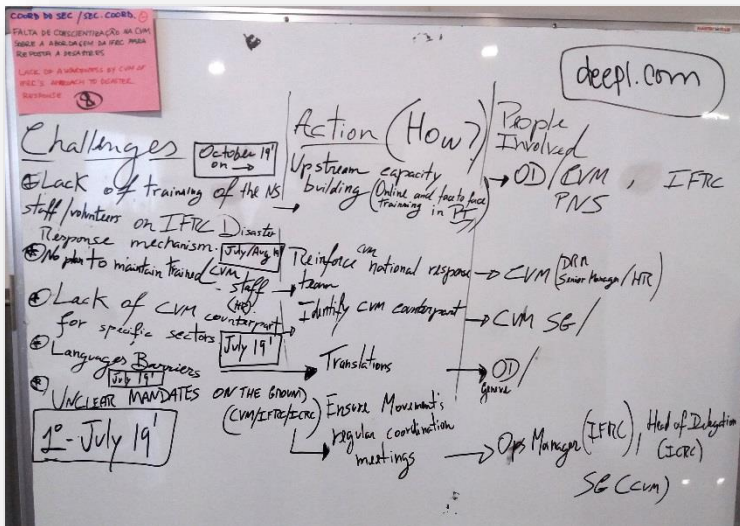 COORD DO SEC / SEC. COORD.
FALTA DE CONSCIENTIZAÇÃO NA CVM
SOBRE A ABORDAGEM DA IFRC PARA
RESPOSTA A DESASTRES
LACK OF AWARENESS BY CVM OF
IFRC'S APPROACH TO DISASTER
RESPONSE
8
deepl.com
Challenges
October 19'
on →
⊕ Lack of training of the NS
staff/volunteers on IFRC Disaster
Response mechanism.
July/Aug 19
⊕ No plan to maintain trained CVM
staff
(HR)
⊕ Lack of CVM counterpart
for specific sectors
July 19'
⊕ Languages Barriers
July 19'
UNCLEAR MANDATES ON THE GROUND
(CVM/IFRC/ICRC)
1º - July 19'
Action (How?)
Upstream capacity
building (Online and face to face
trainning in PT)
Reinforce CVM national response
team
Identify CVM counterpart
Translations
Ensure Movement's
regular coordination
meetings
People
Involved
→ OD/CVM, IFRC
PNS
→ CVM (DRM
Senior Manager/HR)
→ CVM SG/
→ OD/
Geneve
→ Ops Manager (IFRC), Head of Delegation
(ICRC)
SG (CVM)